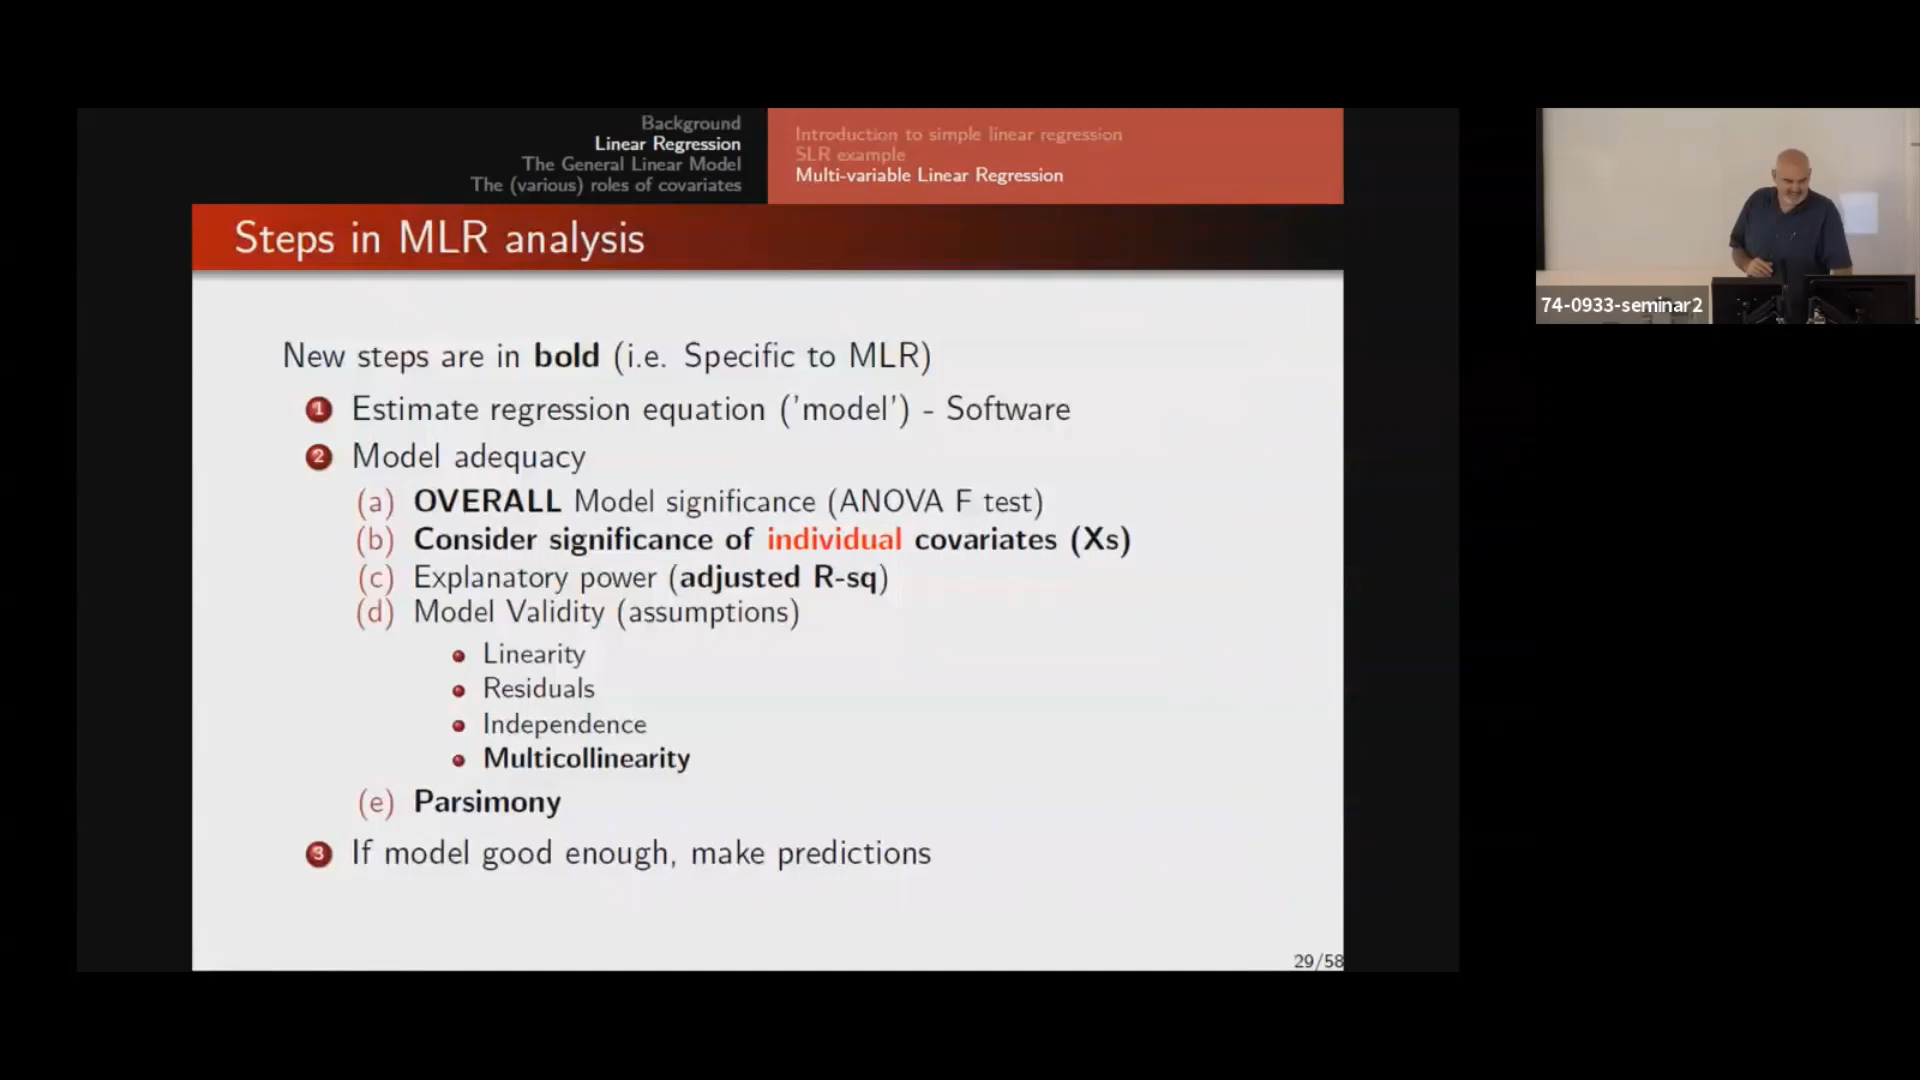 Background
Linear Regression
The General Linear Model
The (various) roles of covariates
Introduction to simple linear regression
SLR example
Multi-variable Linear Regression
Steps in MLR analysis
New steps are in bold (i.e. Specific to MLR)
1 Estimate regression equation ('model') - Software
2 Model adequacy
(a) OVERALL Model significance (ANOVA F test)
(b) Consider significance of individual covariates (Xs)
(c) Explanatory power (adjusted R-sq)
(d) Model Validity (assumptions)
Linearity
Residuals
Independence
Multicollinearity
(e) Parsimony
3 If model good enough, make predictions
29/58
74-0933-seminar2